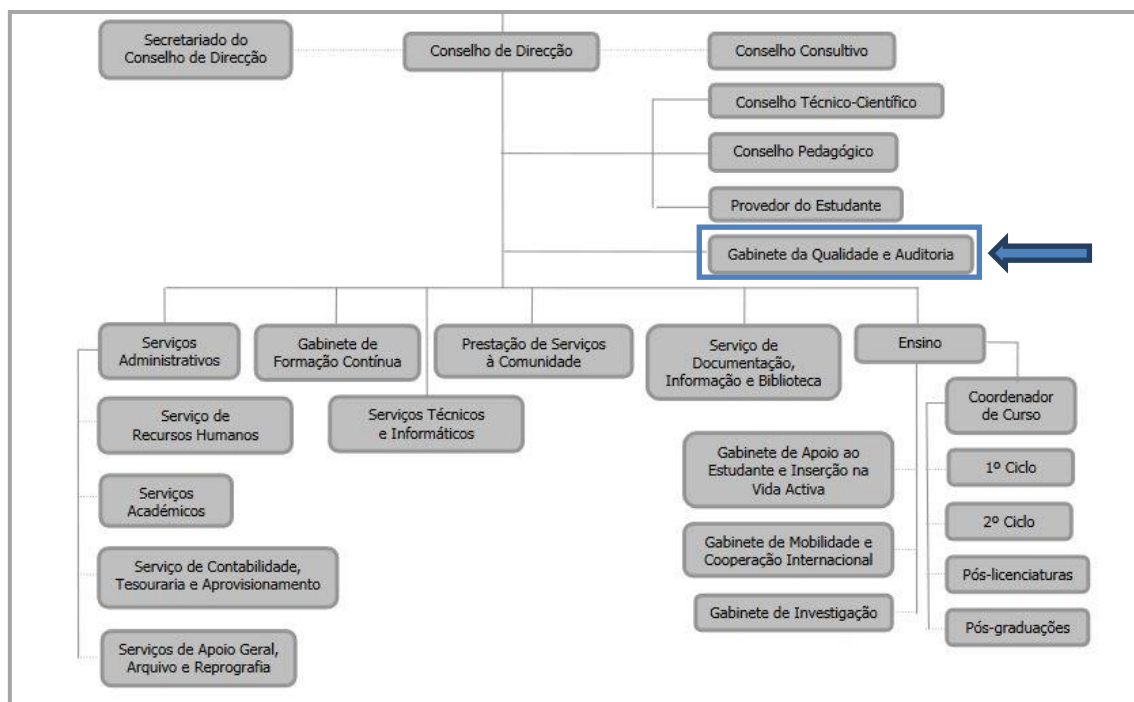 Secretariado do
Conselho de Direcção
Conselho de Direcção
Conselho Consultivo
Conselho Técnico-Científico
Conselho Pedagógico
Provedor do Estudante
Gabinete da Qualidade e Auditoria
Serviços
Administrativos
Gabinete de
Formação Contínua
Prestação de Serviços
à Comunidade
Serviço de
Documentação,
Informação e Biblioteca
Ensino
Serviço de
Recursos Humanos
Serviços Técnicos
e Informáticos
Coordenador
de Curso
Gabinete de Apoio ao
Estudante e Inserção na
Vida Activa
1º Ciclo
Serviços
Académicos
2º Ciclo
Gabinete de Mobilidade e
Cooperação Internacional
Serviço de Contabilidade,
Tesouraria e Aprovisionamento
Pós-licenciaturas
Gabinete de Investigação
Pós-graduações
Serviços de Apoio Geral,
Arquivo e Reprografia